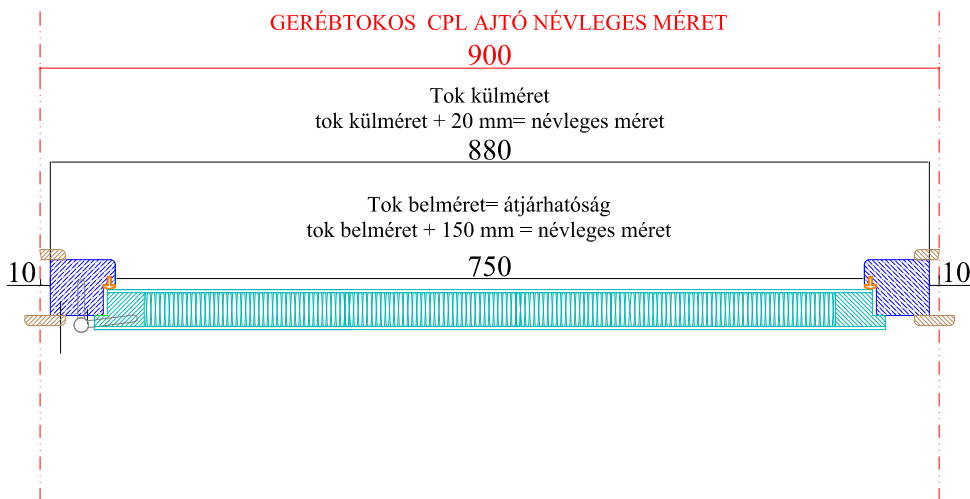 GERÉBTOKOS CPL AJTÓ NÉVLEGES MÉRET
900
Tok külméret
tok külméret + 20 mm= névleges méret
880
Tok belméret= átjárhatóság
tok belméret + 150 mm = névleges méret
10
750
10